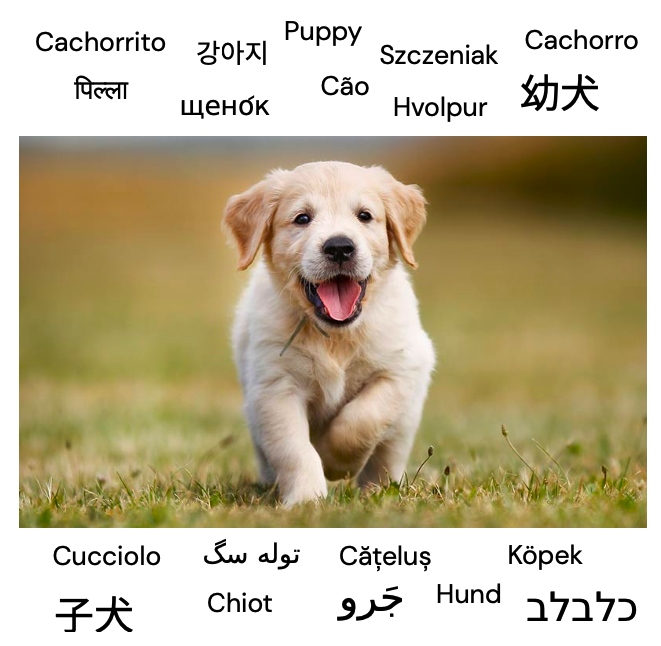 Puppy
Cachorrito
강아지
Szczeniak
Cachorro
पिल्ला
Cão
щено́к
Hvolpur
幼犬
Cucciolo
توله سگ
Cățeluș
Köpek
子犬
Chiot
جَرو
Hund
כלבלב